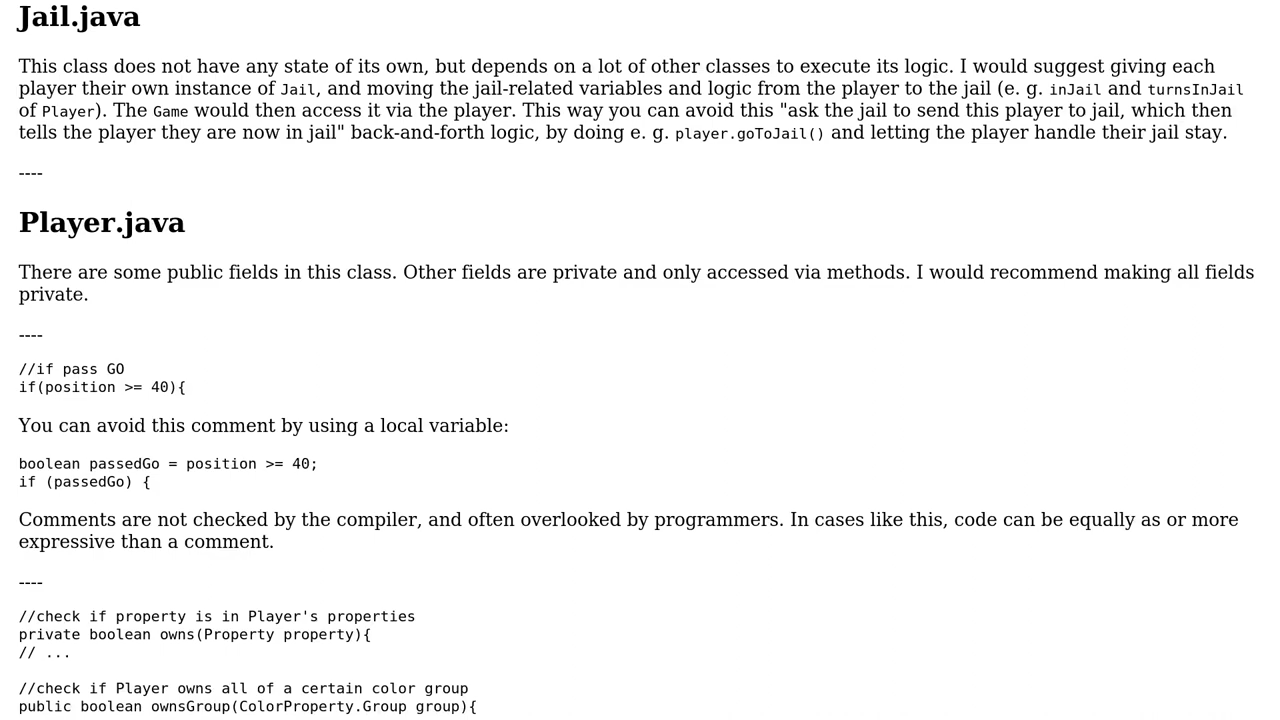 Jail.java
This class does not have any state of its own, but depends on a lot of other classes to execute its logic. I would suggest giving each
player their own instance of Jail, and moving the jail-related variables and logic from the player to the jail (e. g. inJail and turnsInJail
of Player). The Game would then access it via the player. This way you can avoid this "ask the jail to send this player to jail, which then
tells the player they are now in jail" back-and-forth logic, by doing e. g. player.goToJail() and letting the player handle their jail stay.
----
Player.java
There are some public fields in this class. Other fields are private and only accessed via methods. I would recommend making all fields
private.
----
//if pass GO
if(position >= 40){
You can avoid this comment by using a local variable:
boolean passedGo = position >= 40;
if (passedGo) {
Comments are not checked by the compiler, and often overlooked by programmers. In cases like this, code can be equally as or more
expressive than a comment.
----
//check if property is in Player's properties
private boolean owns(Property property){
// ...
//check if Player owns all of a certain color group
public boolean ownsGroup(ColorProperty.Group group){